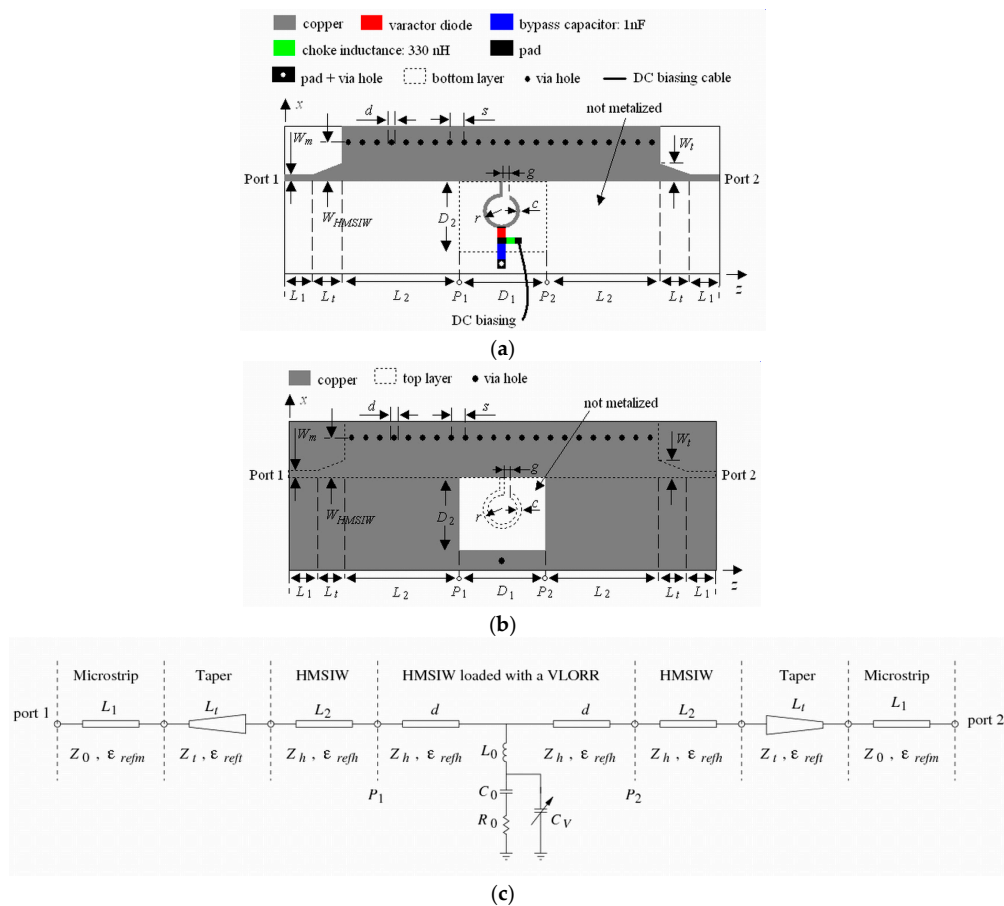 copper varactor diode bypass capacitor: 1nF
choke inductance: 330 nH pad
pad + via hole bottom layer via hole DC biasing cable
x
not metalized
d s
W_m W_t
Port 1 g Port 2
W_HMSIW D_2 r c
L_1 L_t L_2 P_1 D_1 P_2 L_2 L_t L_1 z
DC biasing
(a)
copper top layer via hole
x
not metalized
d s
W_m W_t
Port 1 g Port 2
W_HMSIW D_2 r c
L_1 L_t L_2 P_1 D_1 P_2 L_2 L_t L_1 z
(b)
Microstrip Taper HMSIW HMSIW loaded with a VLORR HMSIW Taper Microstrip
port 1 L_1 L_t L_2 d d L_2 L_t L_1 port 2
Z_0 , ε_refm Z_t , ε_reft Z_h , ε_refh Z_h , ε_refh L_0 Z_h , ε_refh Z_h , ε_refh Z_t , ε_reft Z_0 , ε_refm
P_1 C_0 P_2
R_0 C_V
(c)